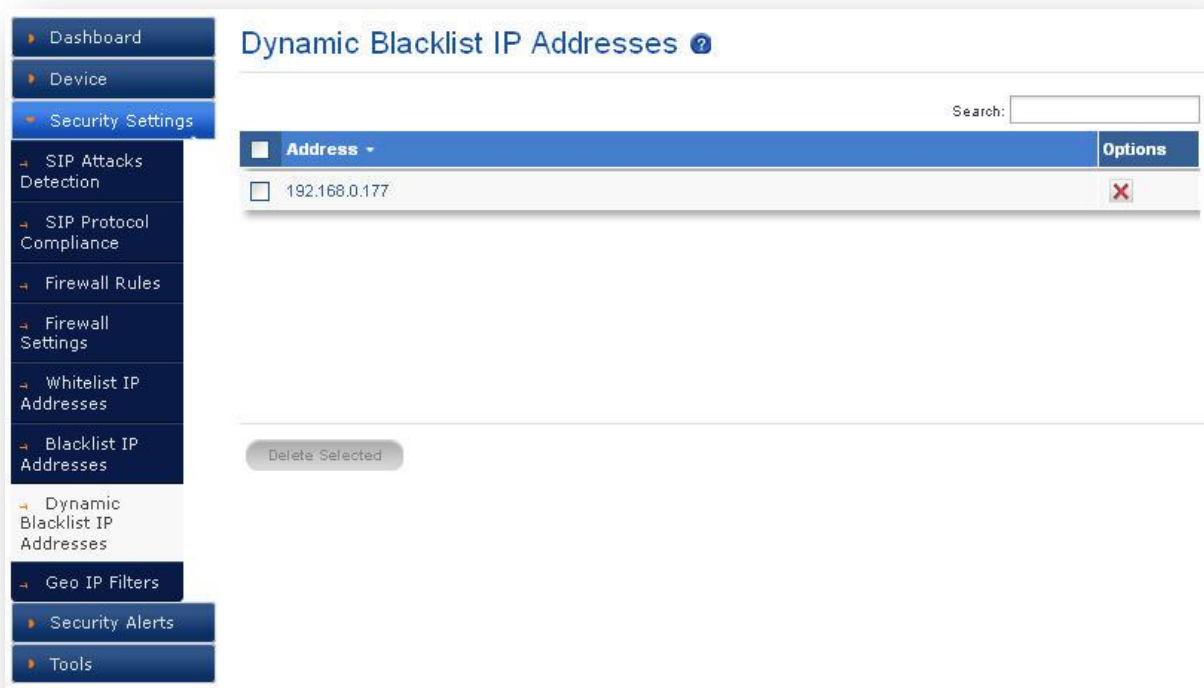 Dashboard
Device
Security Settings
SIP Attacks
Detection
SIP Protocol
Compliance
Firewall Rules
Firewall
Settings
Whitelist IP
Addresses
Blacklist IP
Addresses
Dynamic
Blacklist IP
Addresses
Geo IP Filters
Security Alerts
Tools
Dynamic Blacklist IP Addresses ?
Search:
Address
Options
192.168.0.177
Delete Selected